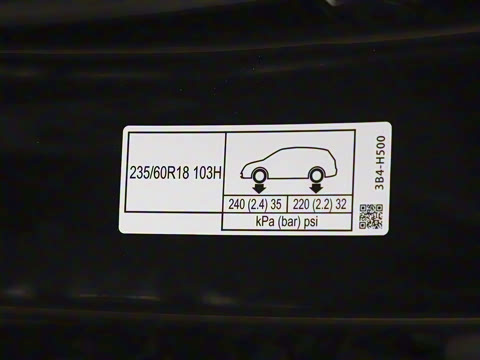 235/60R18 103H
240 (2.4) 35
220 (2.2) 32
kPa (bar) psi
3B4-H500